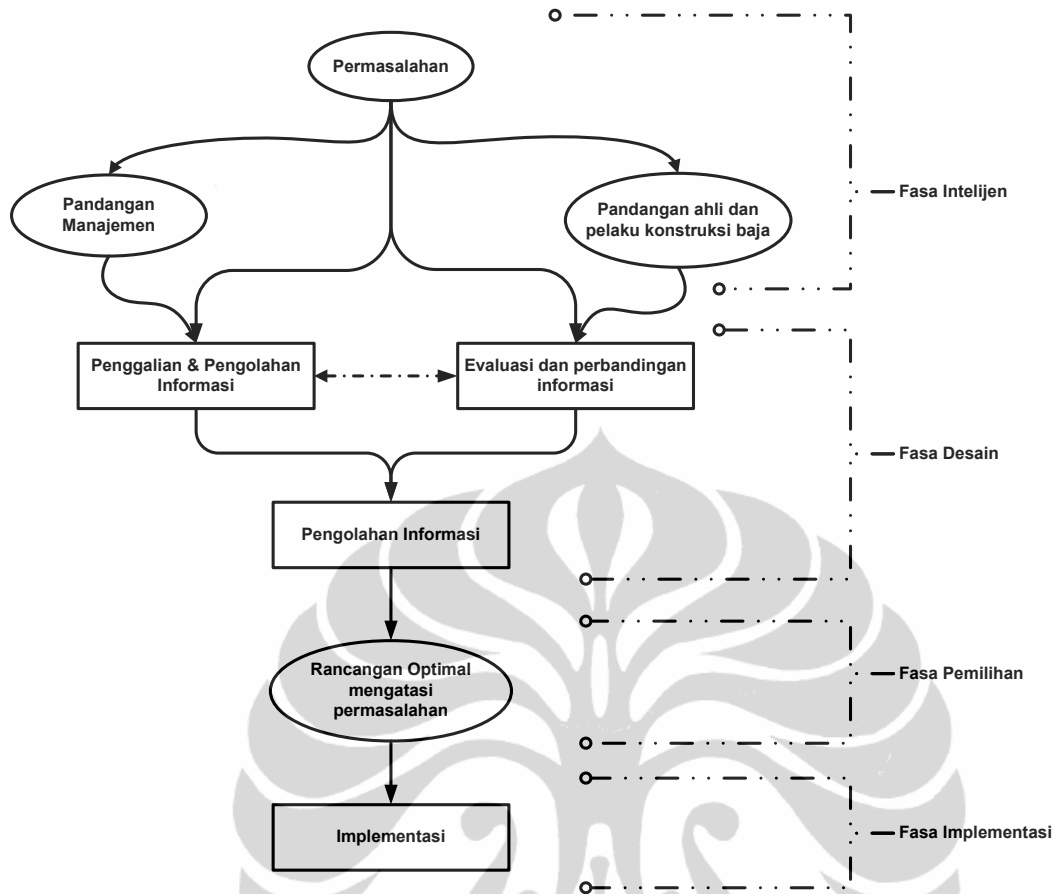 Permasalahan
Pandangan
Manajemen
Pandangan ahli dan
pelaku konstruksi baja
Fasa Intelijen
Penggalian & Pengolahan
Informasi
Evaluasi dan perbandingan
informasi
Fasa Desain
Pengolahan Informasi
Rancangan Optimal
mengatasi
permasalahan
Fasa Pemilihan
Implementasi
Fasa Implementasi